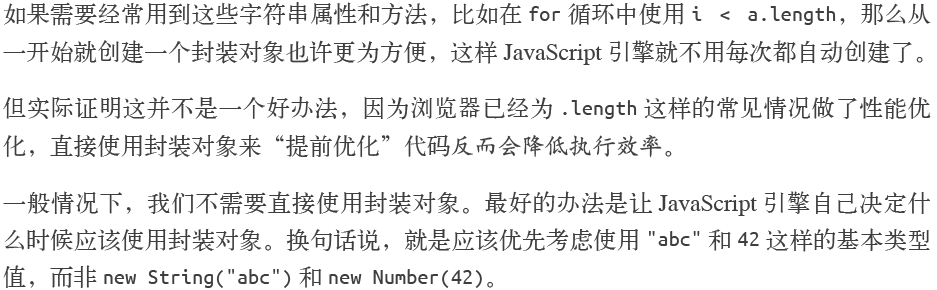 如果需要经常用到这些字符串属性和方法，比如在 for 循环中使用 i < a.length，那么从
一开始就创建一个封装对象也许更为方便，这样 JavaScript 引擎就不用每次都自动创建了。
但实际证明这并不是一个好办法，因为浏览器已经为 .length 这样的常见情况做了性能优
化，直接使用封装对象来“提前优化”代码反而会降低执行效率。
一般情况下，我们不需要直接使用封装对象。最好的办法是让 JavaScript 引擎自己决定什
么时候应该使用封装对象。换句话说，就是应该优先考虑使用 "abc" 和 42 这样的基本类型
值，而非 new String("abc") 和 new Number(42)。